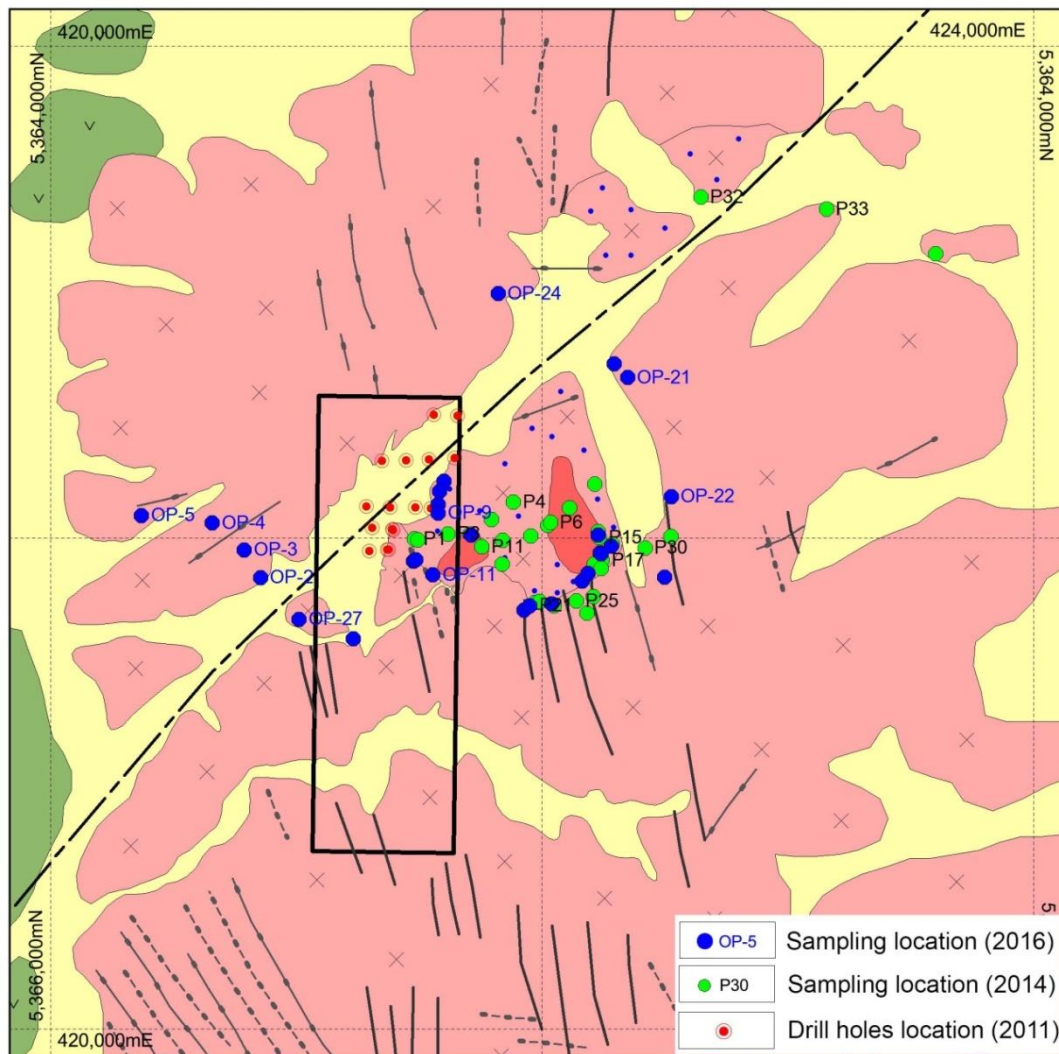 420,000mE
424,000mE
5,364,000mN
5,364,000mN
P32
P33
OP-24
OP-21
OP-22
P4
OP-9
P6
OP-5
OP-4
P1
P15
OP-3
P11
P30
P17
OP-2
OP-11
P25
OP-27
5,366,000mN
420,000mE
OP-5 Sampling location (2016)
P30 Sampling location (2014)
Drill holes location (2011)